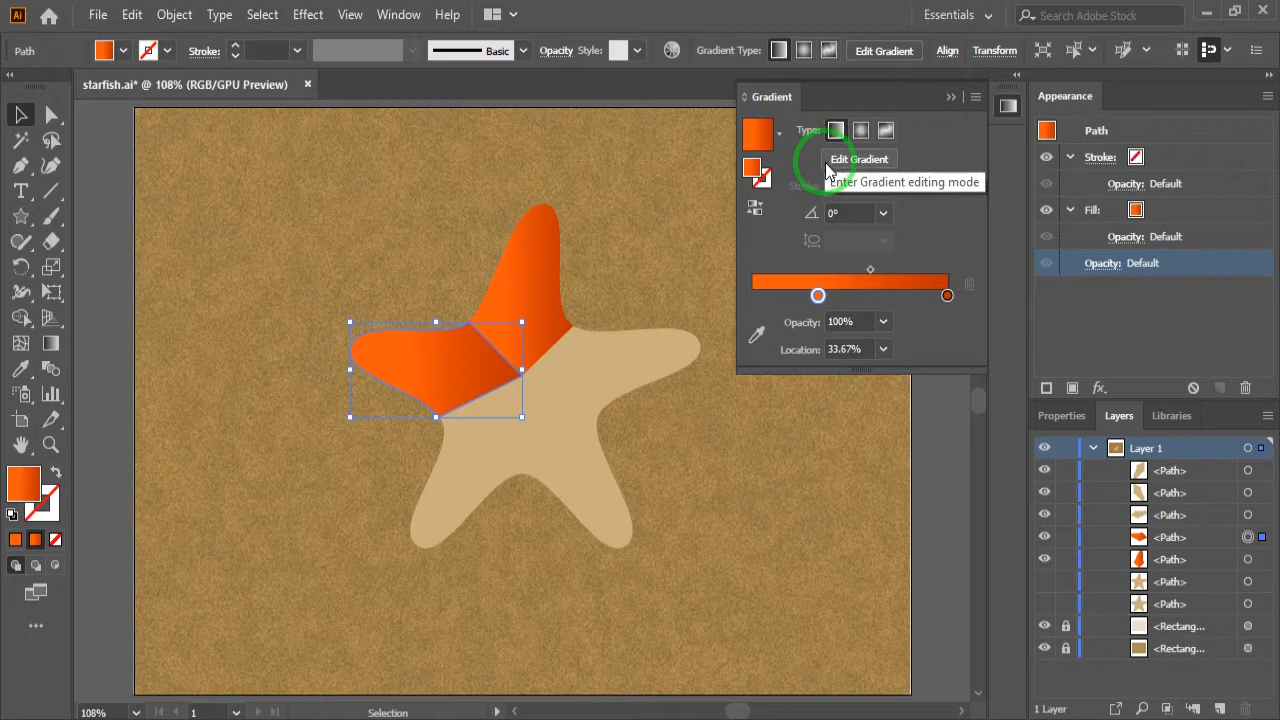 Ai File Edit Object Type Select Effect View Window Help Essentials Search Adobe Stock
Path Stroke: Basic Opacity Style: Gradient Type: Edit Gradient Align Transform
starfish.ai* @ 108% (RGB/GPU Preview)
Gradient
Type:
Edit Gradient
Enter Gradient editing mode
0°
Opacity: 100%
Location: 33.67%
Appearance
Path
Stroke:
Opacity: Default
Fill:
Opacity: Default
Opacity: Default
fx.
Properties Layers Libraries
Layer 1
<Path>
<Path>
<Path>
<Path>
<Path>
<Path>
<Path>
<Rectang...
<Rectang...
1 Layer
108% 1 Selection